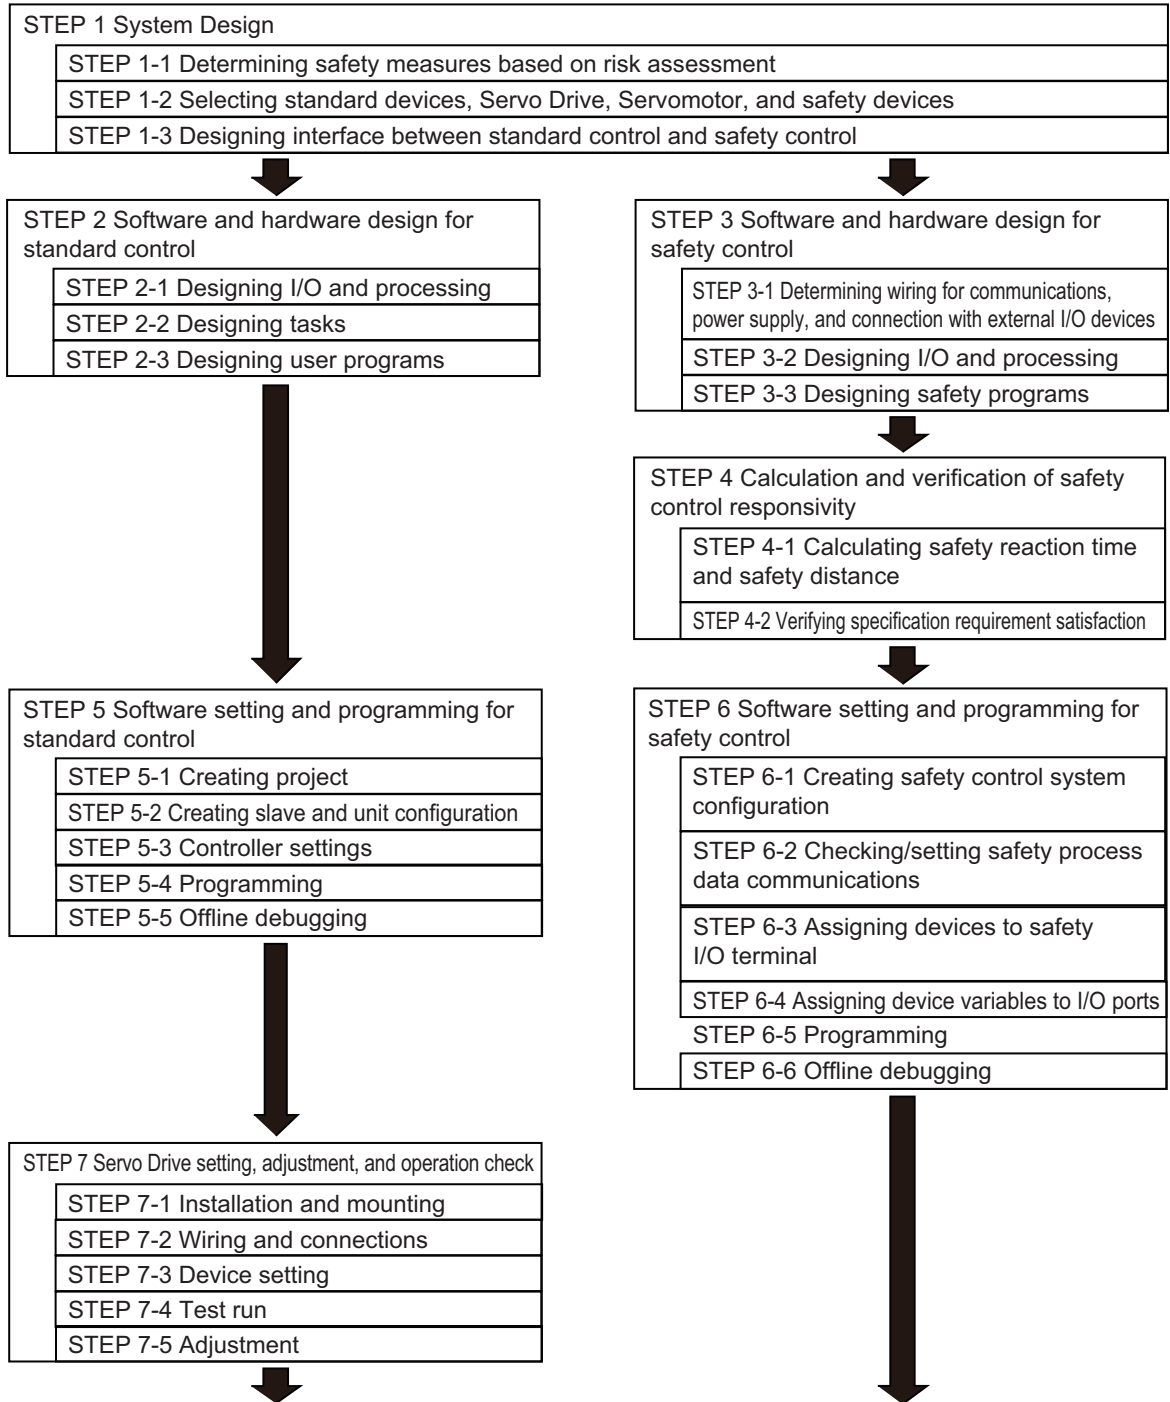 STEP 1 System Design
STEP 1-1 Determining safety measures based on risk assessment
STEP 1-2 Selecting standard devices, Servo Drive, Servomotor, and safety devices
STEP 1-3 Designing interface between standard control and safety control
STEP 2 Software and hardware design for
standard control
STEP 2-1 Designing I/O and processing
STEP 2-2 Designing tasks
STEP 2-3 Designing user programs
STEP 3 Software and hardware design for
safety control
STEP 3-1 Determining wiring for communications,
power supply, and connection with external I/O devices
STEP 3-2 Designing I/O and processing
STEP 3-3 Designing safety programs
STEP 4 Calculation and verification of safety
control responsivity
STEP 4-1 Calculating safety reaction time
and safety distance
STEP 4-2 Verifying specification requirement satisfaction
STEP 5 Software setting and programming for
standard control
STEP 5-1 Creating project
STEP 5-2 Creating slave and unit configuration
STEP 5-3 Controller settings
STEP 5-4 Programming
STEP 5-5 Offline debugging
STEP 6 Software setting and programming for
safety control
STEP 6-1 Creating safety control system
configuration
STEP 6-2 Checking/setting safety process
data communications
STEP 6-3 Assigning devices to safety
I/O terminal
STEP 6-4 Assigning device variables to I/O ports
STEP 6-5 Programming
STEP 6-6 Offline debugging
STEP 7 Servo Drive setting, adjustment, and operation check
STEP 7-1 Installation and mounting
STEP 7-2 Wiring and connections
STEP 7-3 Device setting
STEP 7-4 Test run
STEP 7-5 Adjustment